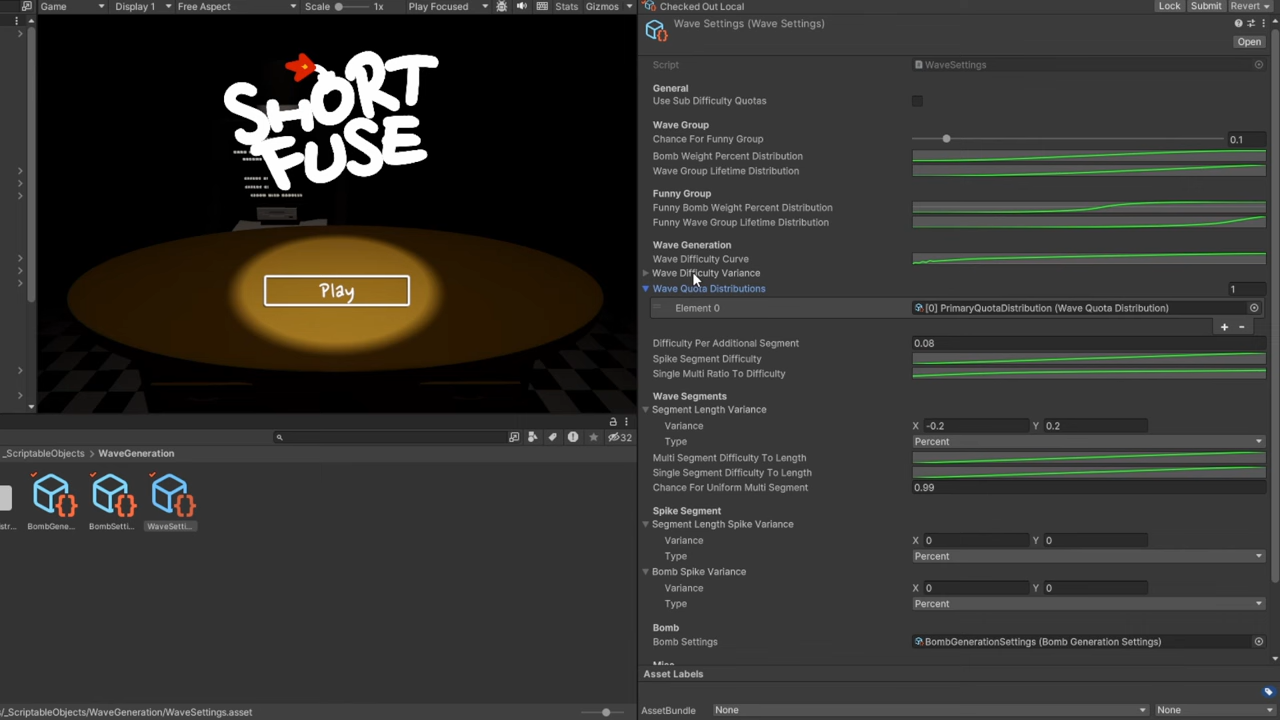 Game Display 1 Free Aspect Scale 1x Play Focused Stats Gizmos
SHORT
FUSE
Play
_ScriptableObjects > WaveGeneration
32
str...
BombGene...
BombSetti...
WaveSetti...
/_ScriptableObjects/WaveGeneration/WaveSettings.asset
Checked Out Local Lock Submit Revert
Wave Settings (Wave Settings)
Open
Script WaveSettings
General
Use Sub Difficulty Quotas
Wave Group
Chance For Funny Group 0.1
Bomb Weight Percent Distribution
Wave Group Lifetime Distribution
Funny Group
Funny Bomb Weight Percent Distribution
Funny Wave Group Lifetime Distribution
Wave Generation
Wave Difficulty Curve
Wave Difficulty Variance
Wave Quota Distributions 1
Element 0 [0] PrimaryQuotaDistribution (Wave Quota Distribution)
+ -
Difficulty Per Additional Segment 0.08
Spike Segment Difficulty
Single Multi Ratio To Difficulty
Wave Segments
Segment Length Variance
Variance X -0.2 Y 0.2
Type Percent
Multi Segment Difficulty To Length
Single Segment Difficulty To Length
Chance For Uniform Multi Segment 0.99
Spike Segment
Segment Length Spike Variance
Variance X 0 Y 0
Type Percent
Bomb Spike Variance
Variance X 0 Y 0
Type Percent
Bomb
Bomb Settings BombGenerationSettings (Bomb Generation Settings)
Misc
Asset Labels
AssetBundle None None